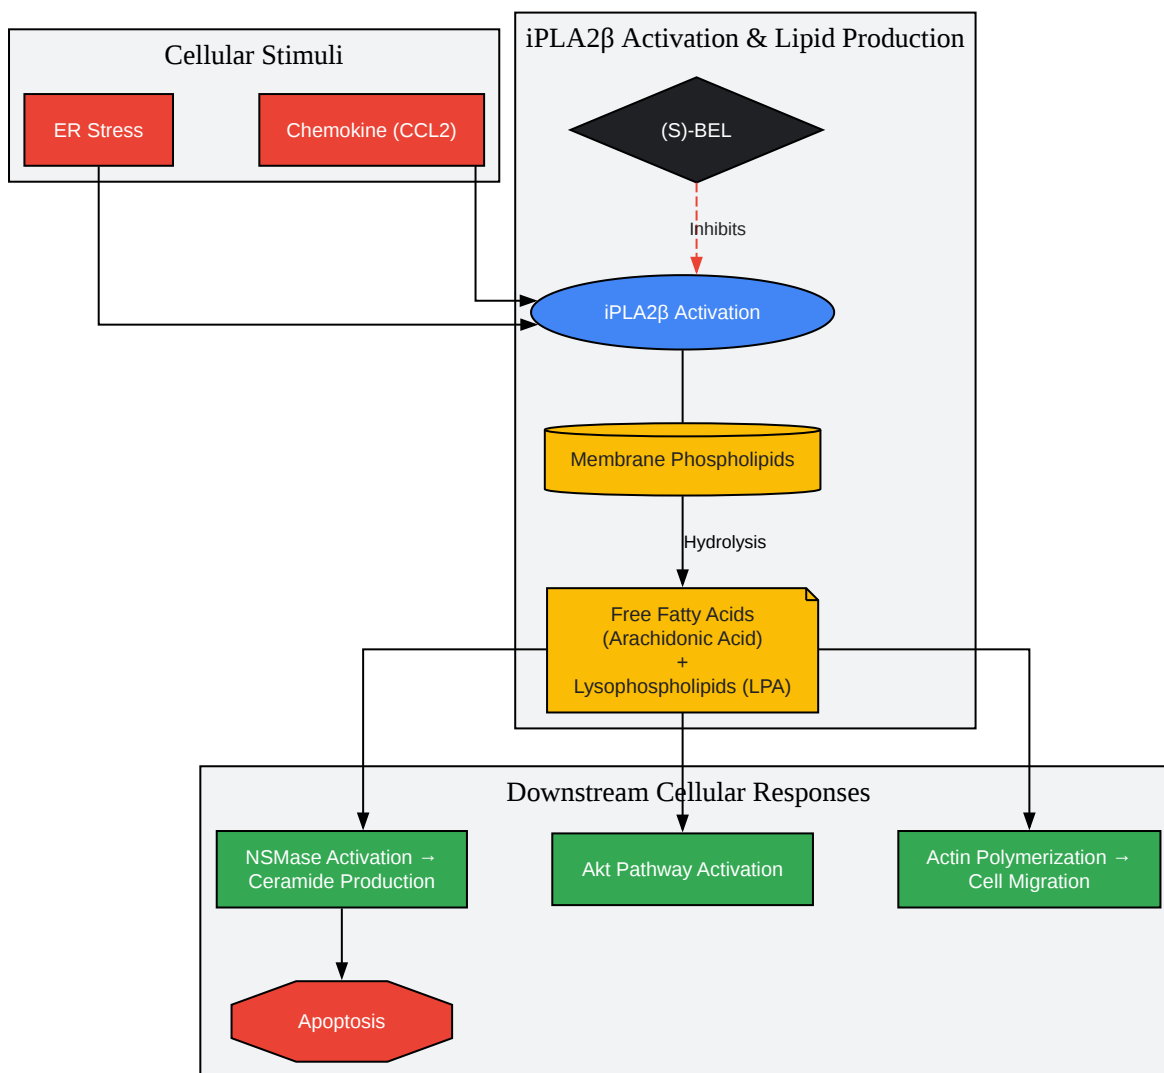 Cellular Stimuli
ER Stress
Chemokine (CCL2)
iPLA2β Activation & Lipid Production
(S)-BEL
Inhibits
iPLA2β Activation
Membrane Phospholipids
Hydrolysis
Free Fatty Acids
(Arachidonic Acid)
+
Lysophospholipids (LPA)
Downstream Cellular Responses
NSMase Activation →
Ceramide Production
Akt Pathway Activation
Actin Polymerization →
Cell Migration
Apoptosis